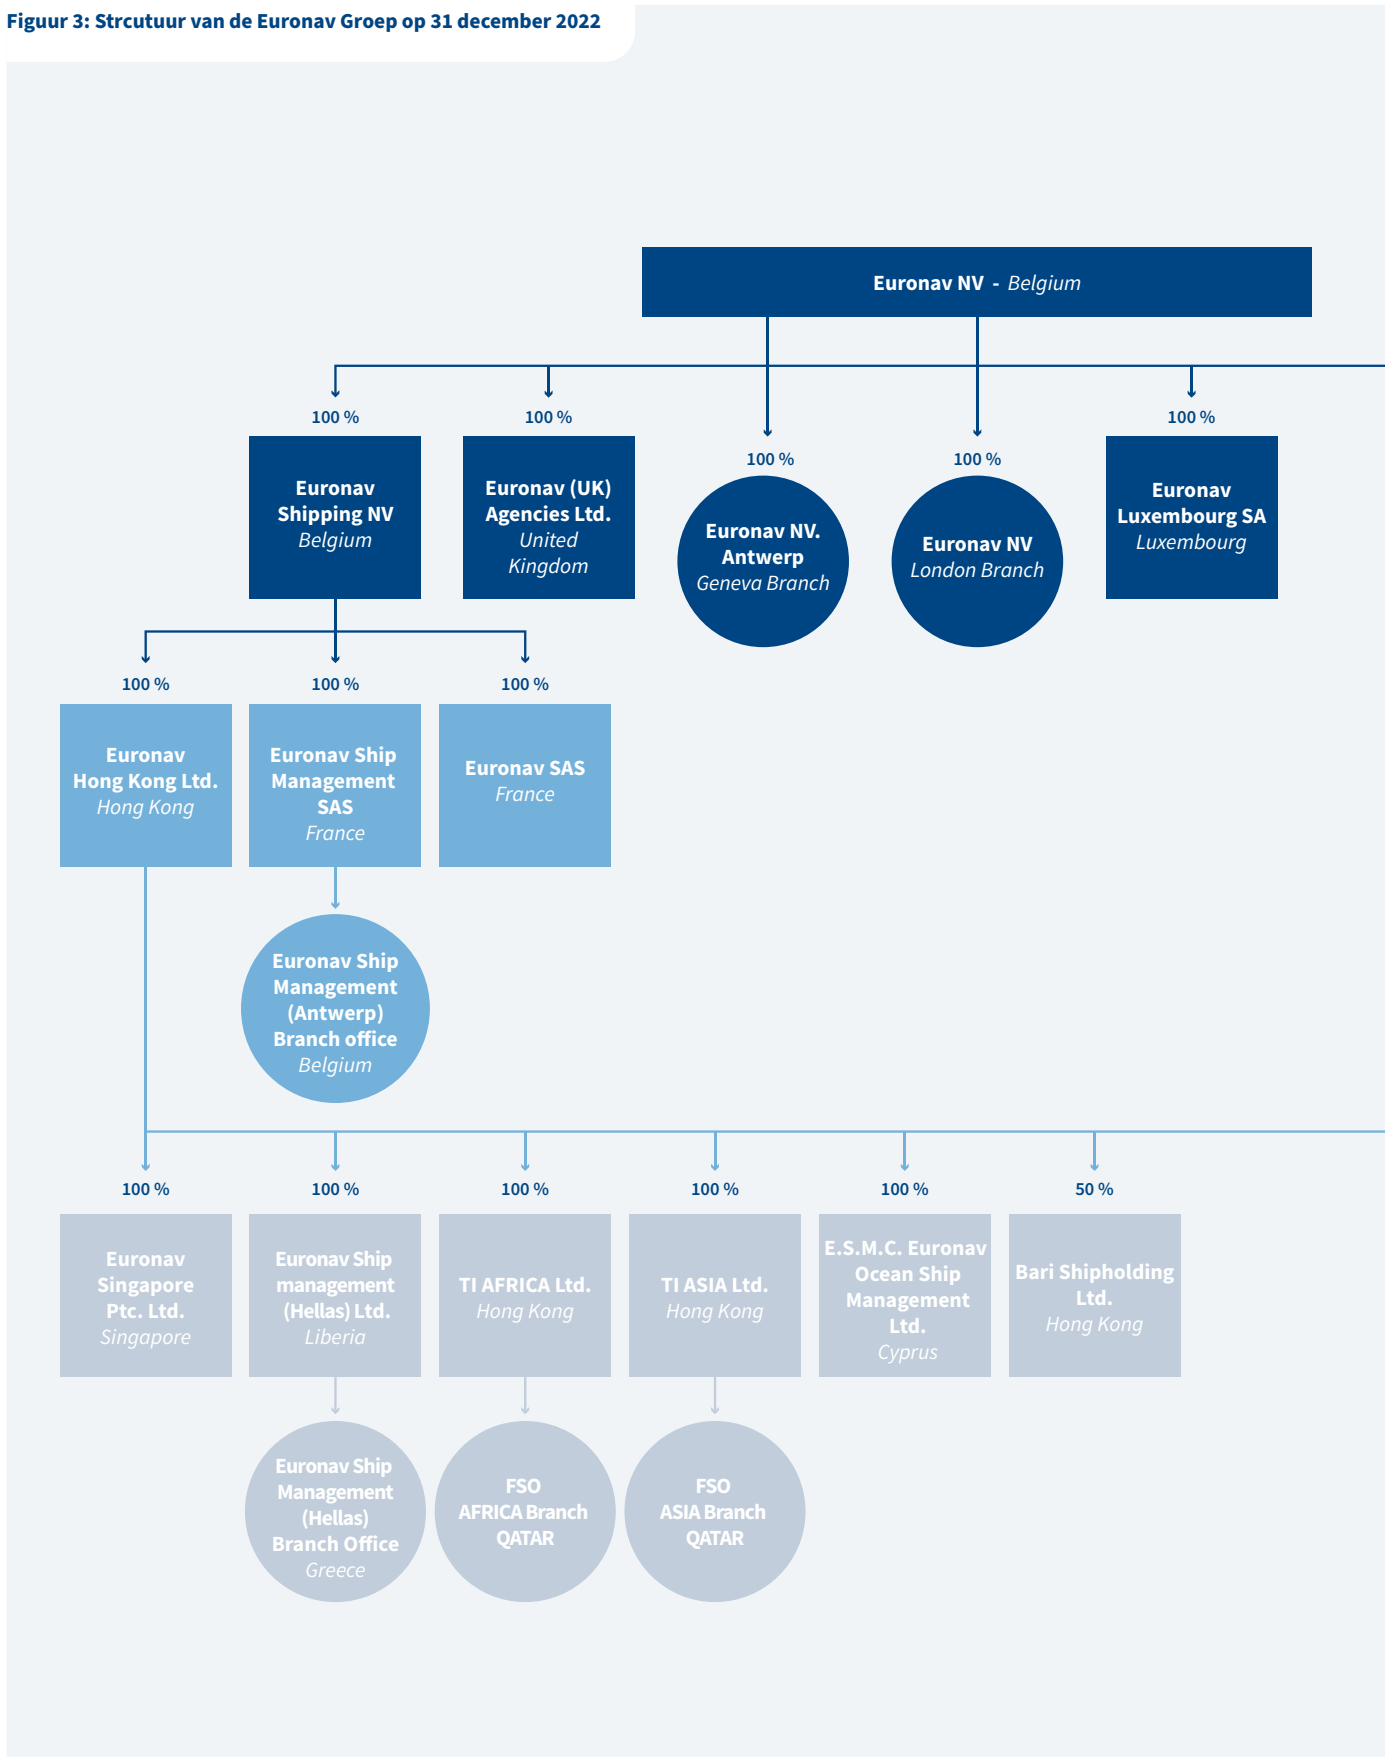 Figuur 3: Strcutuur van de Euronav Groep op 31 december 2022
Euronav NV - Belgium
100 %
100 %
100 %
100 %
100 %
Euronav
Shipping NV
Belgium
Euronav (UK)
Agencies Ltd.
United
Kingdom
Euronav NV.
Antwerp
Geneva Branch
Euronav NV
London Branch
Euronav
Luxembourg SA
Luxembourg
100 %
100 %
100 %
Euronav
Hong Kong Ltd.
Hong Kong
Euronav Ship
Management
SAS
France
Euronav SAS
France
Euronav Ship
Management
(Antwerp)
Branch office
Belgium
100 %
100 %
100 %
100 %
100 %
50 %
Euronav
Singapore
Ptc. Ltd.
Singapore
Euronav Ship
management
(Hellas) Ltd.
Liberia
TI AFRICA Ltd.
Hong Kong
TI ASIA Ltd.
Hong Kong
E.S.M.C. Euronav
Ocean Ship
Management
Ltd.
Cyprus
Bari Shipholding
Ltd.
Hong Kong
Euronav Ship
Management
(Hellas)
Branch Office
Greece
FSO
AFRICA Branch
QATAR
FSO
ASIA Branch
QATAR